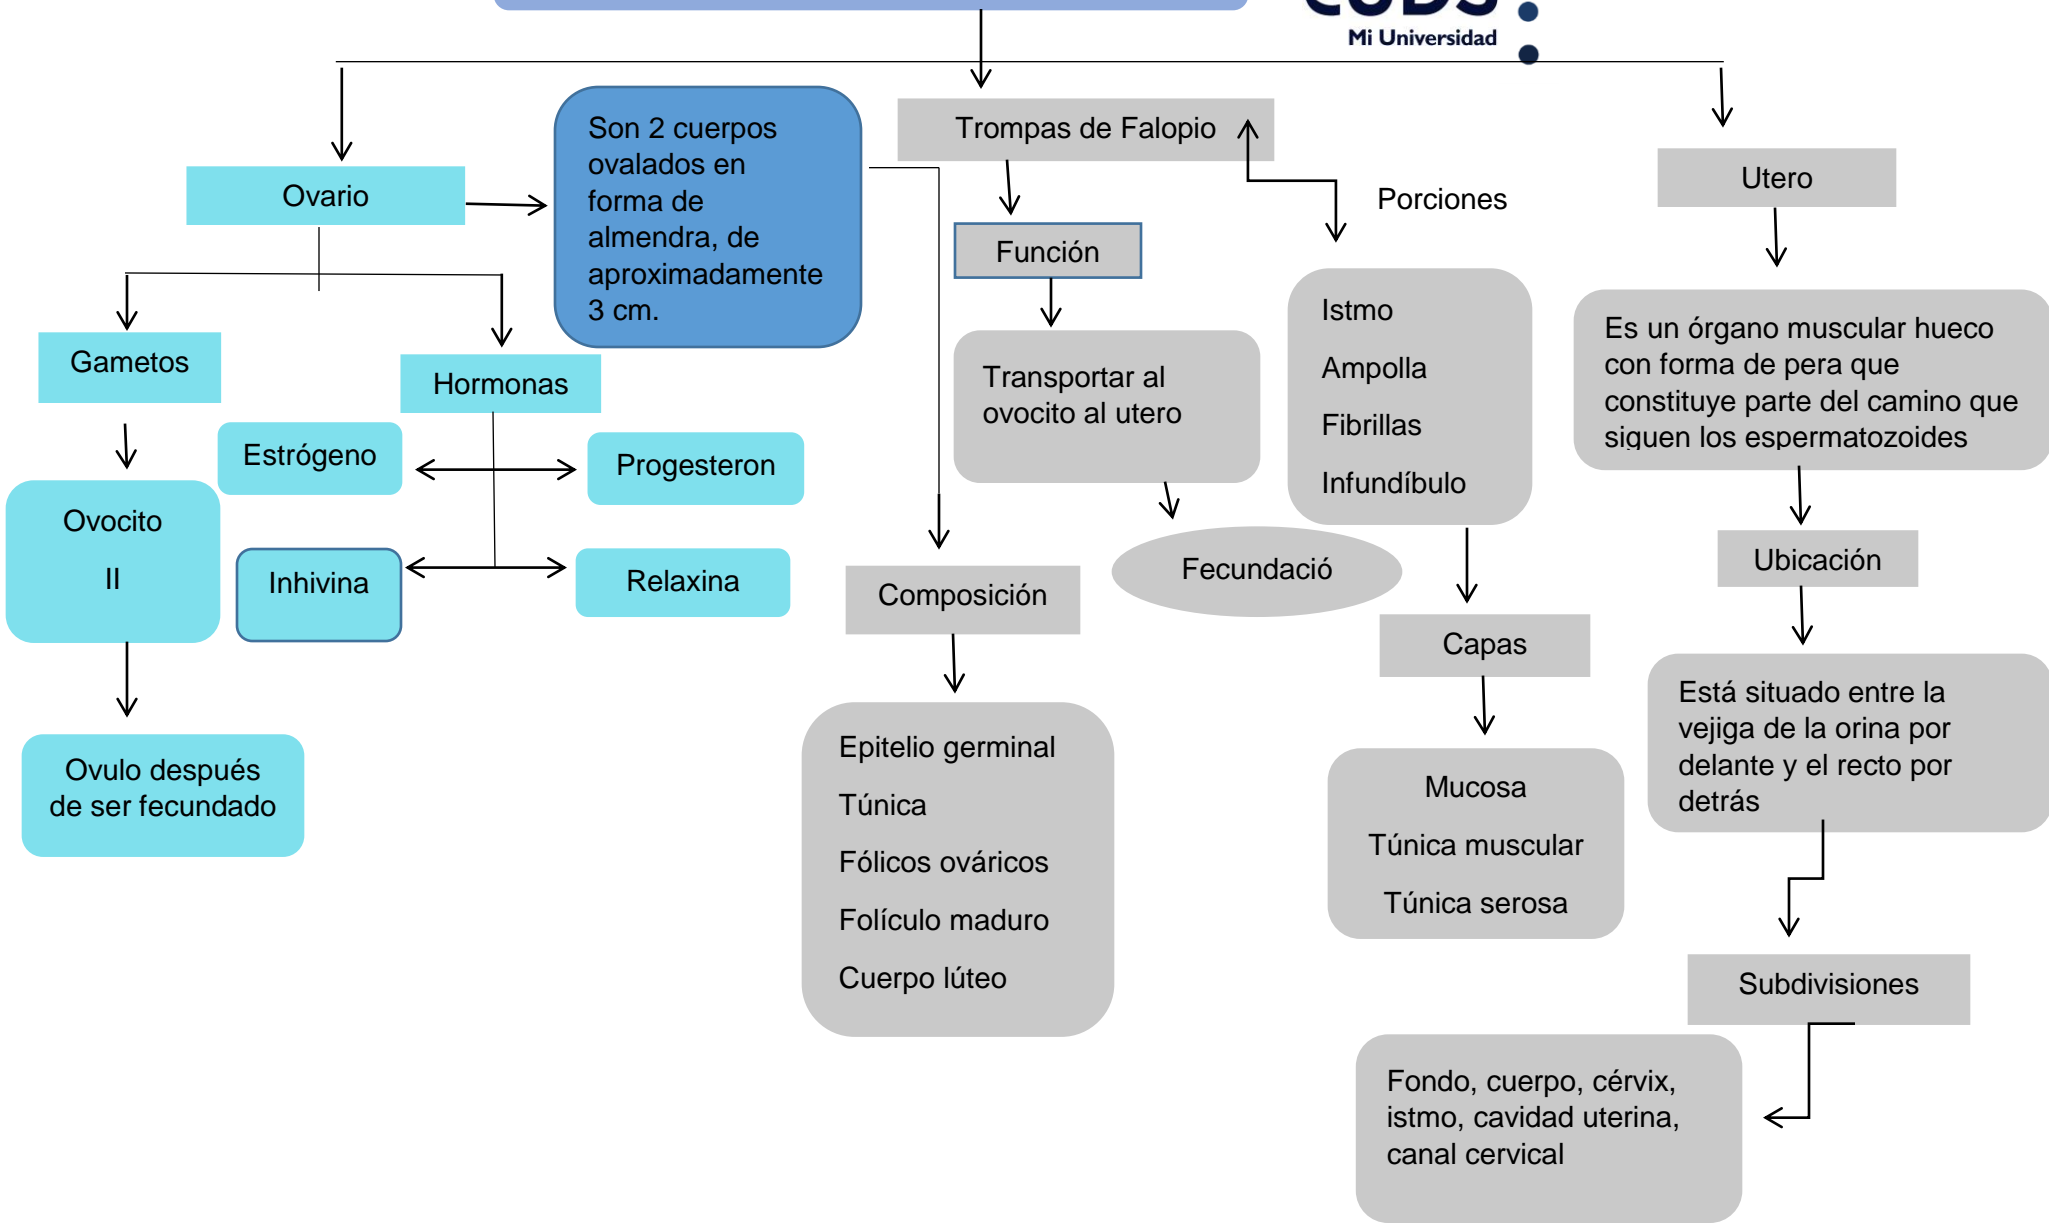 Mi Universidad
Ovario
Son 2 cuerpos
ovalados en
forma de
almendra, de
aproximadamente
3 cm.
Trompas de Falopio
Porciones
Utero
Función
Gametos
Hormonas
Transportar al
ovocito al utero
Istmo
Ampolla
Fibrillas
Infundíbulo
Es un órgano muscular hueco
con forma de pera que
constituye parte del camino que
siguen los espermatozoides
Estrógeno
Progesteron
Ovocito
II
Inhivina
Relaxina
Composición
Fecundació
Ubicación
Capas
Ovulo después
de ser fecundado
Epitelio germinal
Túnica
Fólicos ováricos
Folículo maduro
Cuerpo lúteo
Mucosa
Túnica muscular
Túnica serosa
Está situado entre la
vejiga de la orina por
delante y el recto por
detrás
Subdivisiones
Fondo, cuerpo, cérvix,
istmo, cavidad uterina,
canal cervical